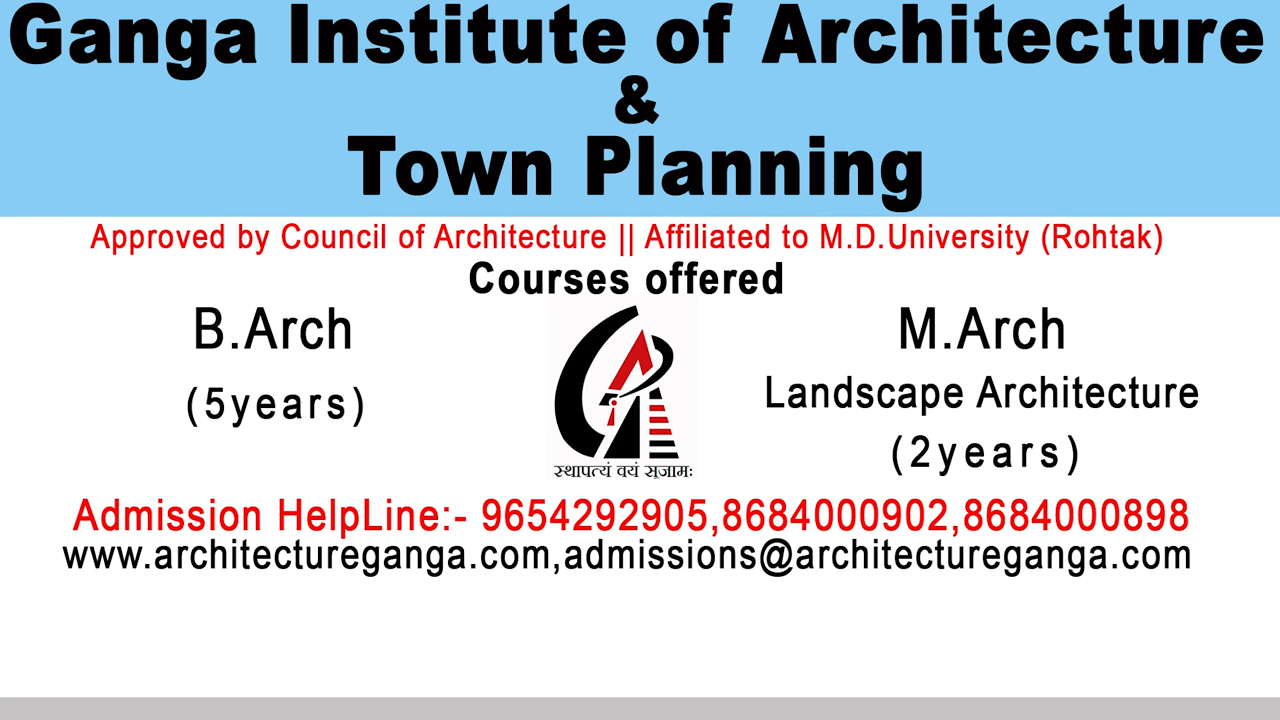 Ganga Institute of Architecture
&
Town Planning
Approved by Council of Architecture || Affiliated to M.D.University (Rohtak)
Courses offered
B.Arch
(5years)
M.Arch
Landscape Architecture
(2years)
स्थापत्यं वयं सृजामः
Admission HelpLine:- 9654292905,8684000902,8684000898
www.architectureganga.com,admissions@architectureganga.com